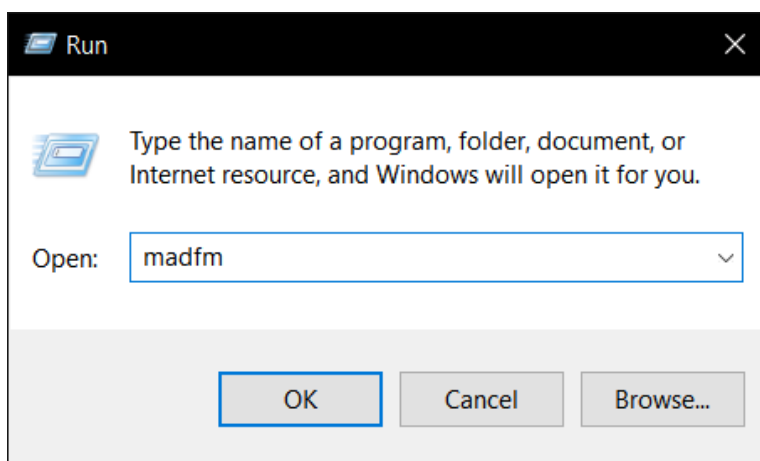 Run
Type the name of a program, folder, document, or
Internet resource, and Windows will open it for you.
Open: madfm
OK Cancel Browse...